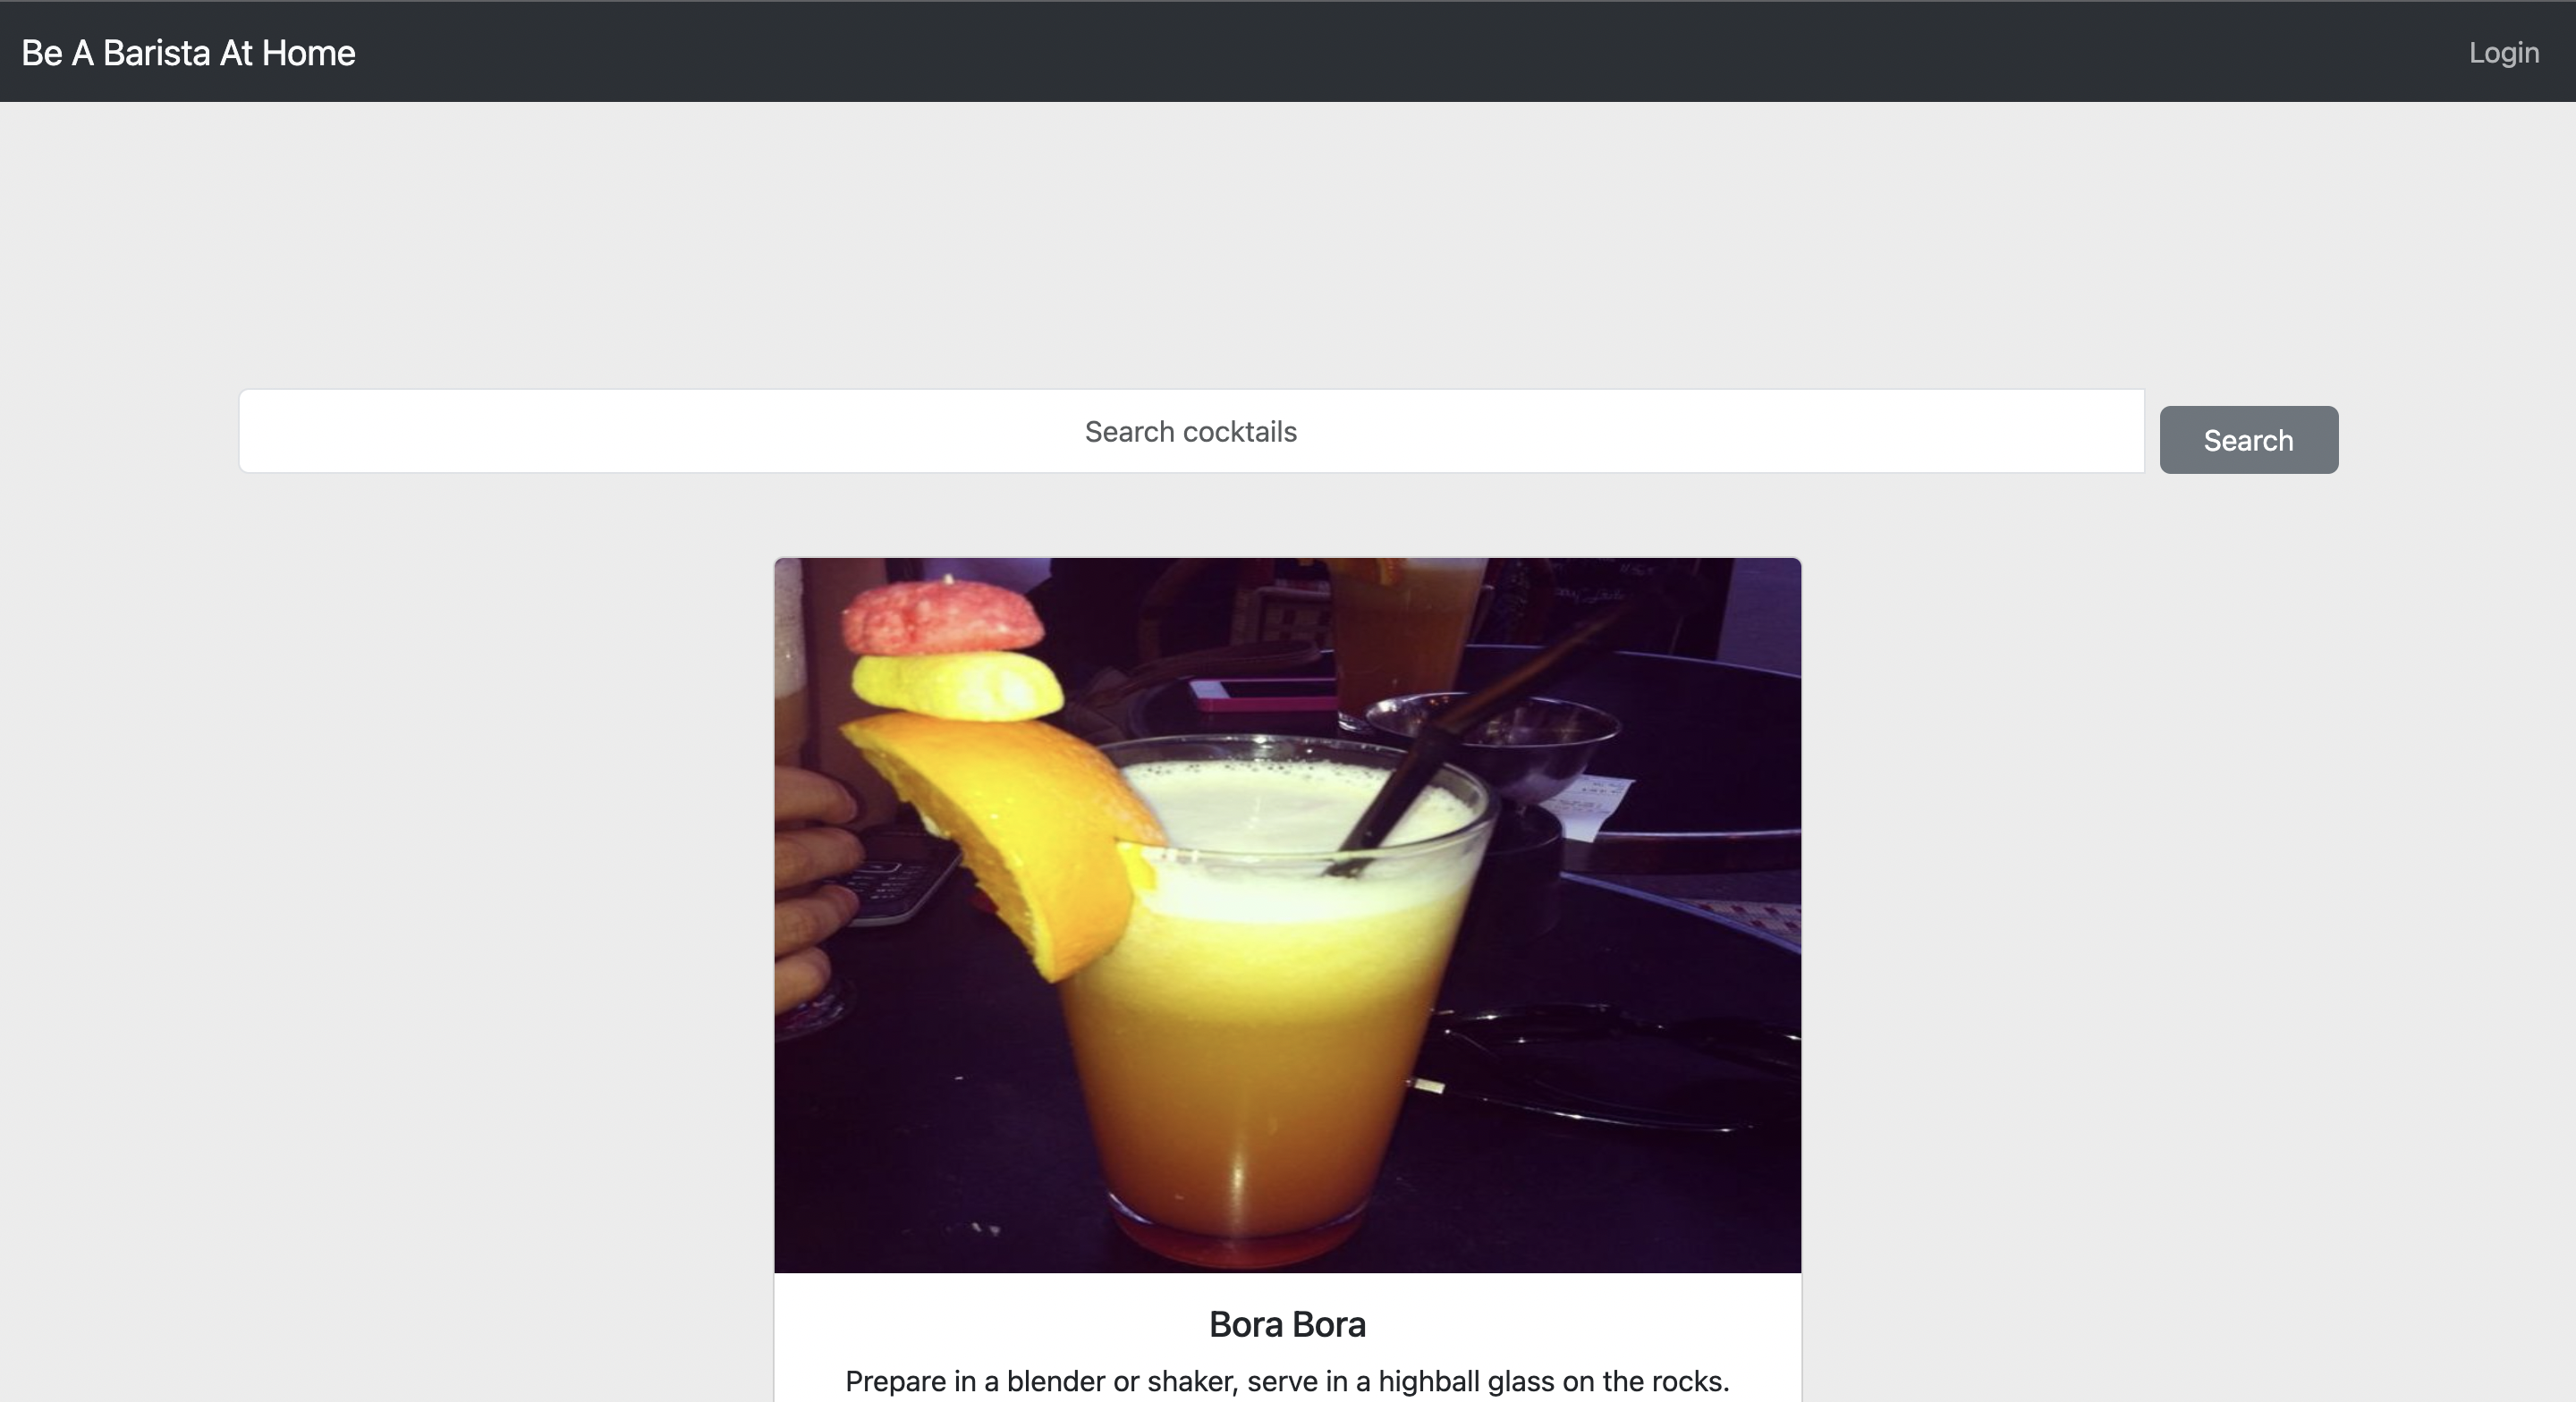 Be A Barista At Home
Login
Search cocktails
Search
Bora Bora
Prepare in a blender or shaker, serve in a highball glass on the rocks.